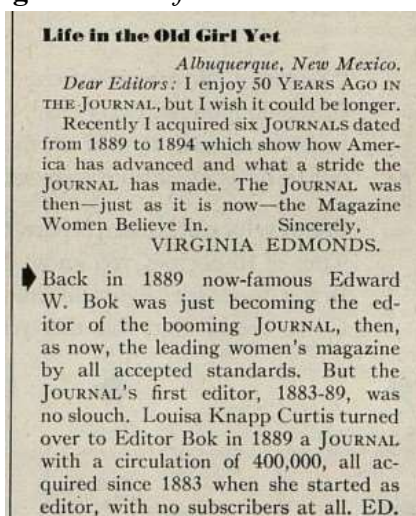 Life in the Old Girl Yet
Albuquerque, New Mexico.
Dear Editors: I enjoy 50 YEARS AGO IN
THE JOURNAL, but I wish it could be longer.
Recently I acquired six JOURNALS dated
from 1889 to 1894 which show how Amer-
ica has advanced and what a stride the
JOURNAL has made. The JOURNAL was
then—just as it is now—the Magazine
Women Believe In. Sincerely,
VIRGINIA EDMONDS.
Back in 1889 now-famous Edward
W. Bok was just becoming the ed-
itor of the booming JOURNAL, then,
as now, the leading women's magazine
by all accepted standards. But the
JOURNAL's first editor, 1883-89, was
no slouch. Louisa Knapp Curtis turned
over to Editor Bok in 1889 a JOURNAL
with a circulation of 400,000, all ac-
quired since 1883 when she started as
editor, with no subscribers at all. ED.